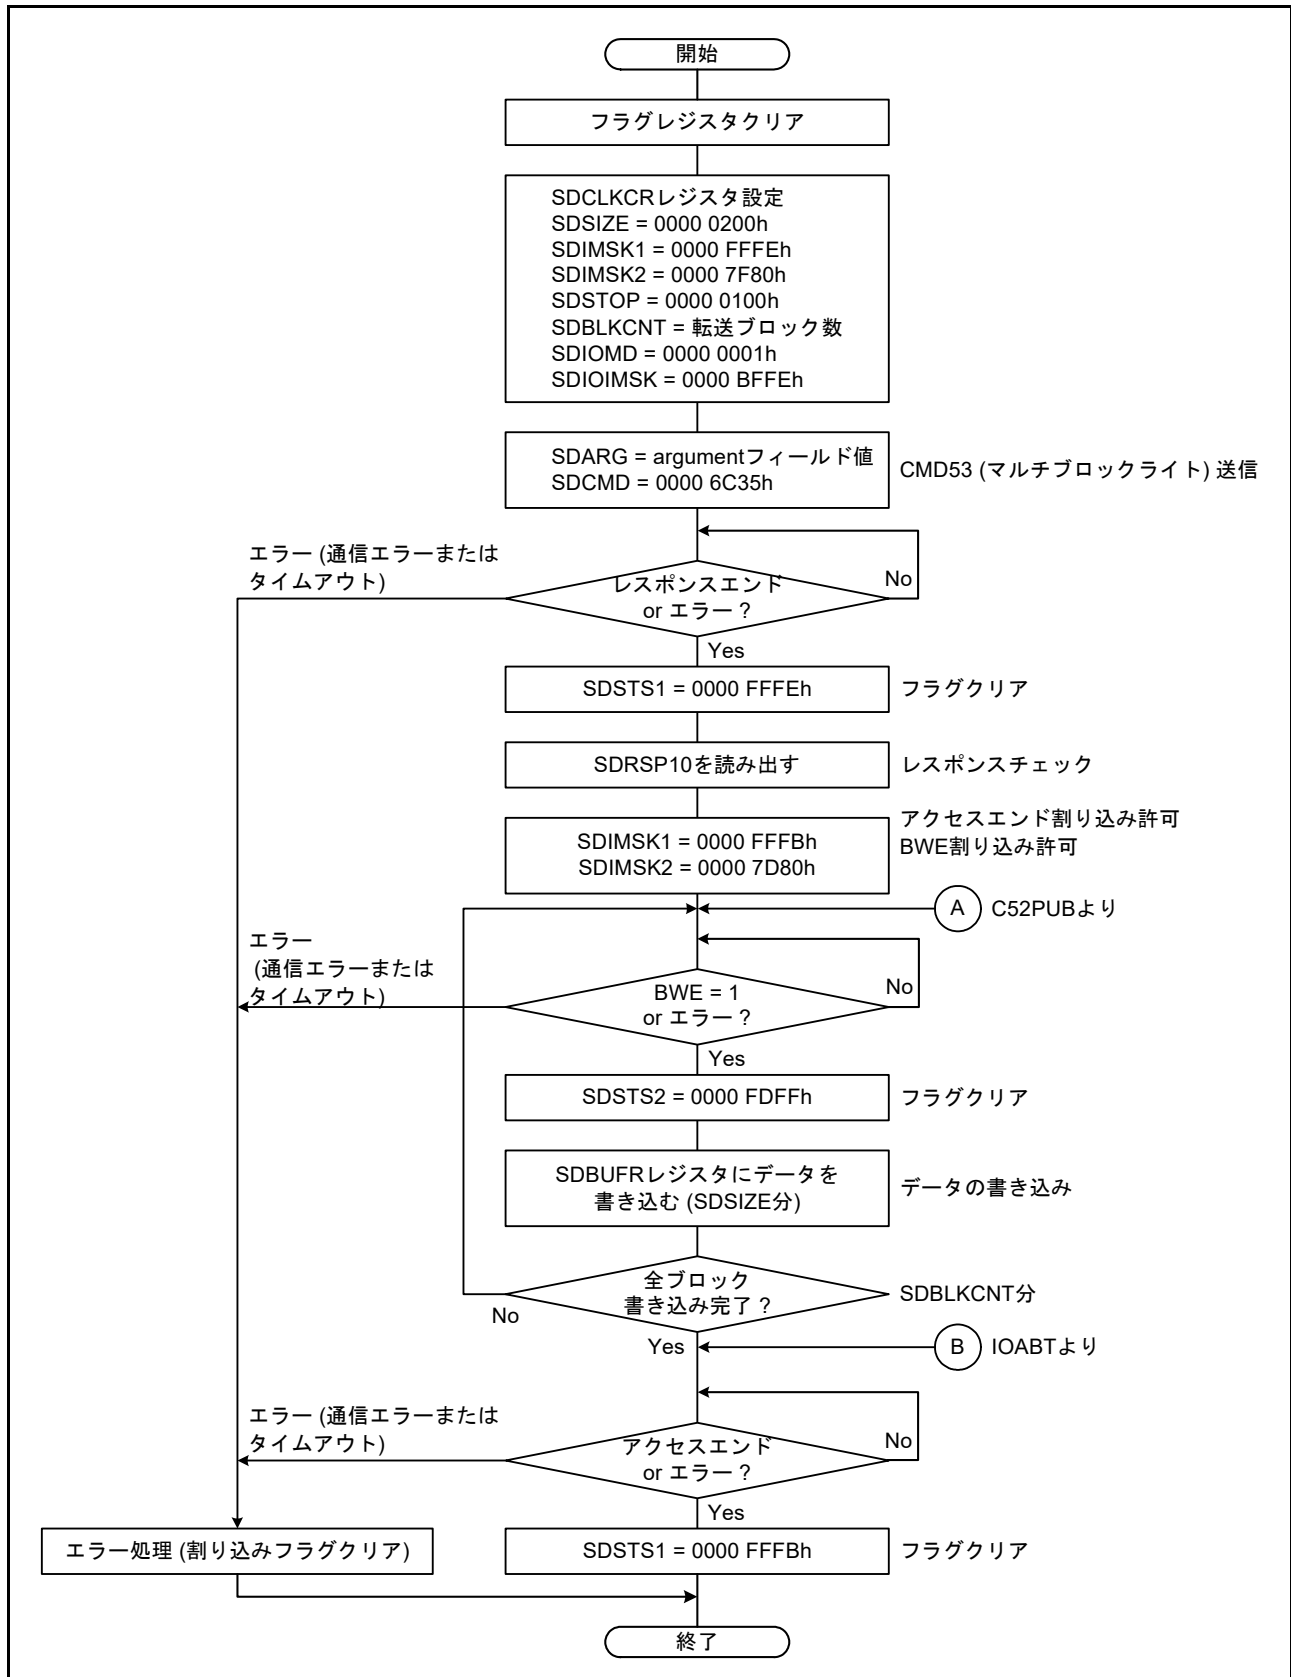 開始
フラグレジスタクリア
SDCLKCRレジスタ設定
SDSIZE = 0000 0200h
SDIMSK1 = 0000 FFFEh
SDIMSK2 = 0000 7F80h
SDSTOP = 0000 0100h
SDBLKCNT = 転送ブロック数
SDIOMD = 0000 0001h
SDIOIMSK = 0000 BFFEh
SDARG = argumentフィールド値
SDCMD = 0000 6C35h
CMD53 (マルチブロックライト) 送信
エラー (通信エラーまたは
タイムアウト)
レスポンスエンド
or エラー ?
No
Yes
SDSTS1 = 0000 FFFEh
フラグクリア
SDRSP10を読み出す
レスポンスチェック
SDIMSK1 = 0000 FFFBh
SDIMSK2 = 0000 7D80h
アクセスエンド割り込み許可
BWE割り込み許可
A
C52PUBより
エラー
(通信エラーまたは
タイムアウト)
BWE = 1
or エラー ?
No
Yes
SDSTS2 = 0000 FDFFh
フラグクリア
SDBUFRレジスタにデータを
書き込む (SDSIZE分)
データの書き込み
全ブロック
書き込み完了 ?
SDBLKCNT分
No
Yes
B
IOABTより
エラー (通信エラーまたは
タイムアウト)
アクセスエンド
or エラー ?
No
Yes
エラー処理 (割り込みフラグクリア)
SDSTS1 = 0000 FFFBh
フラグクリア
終了